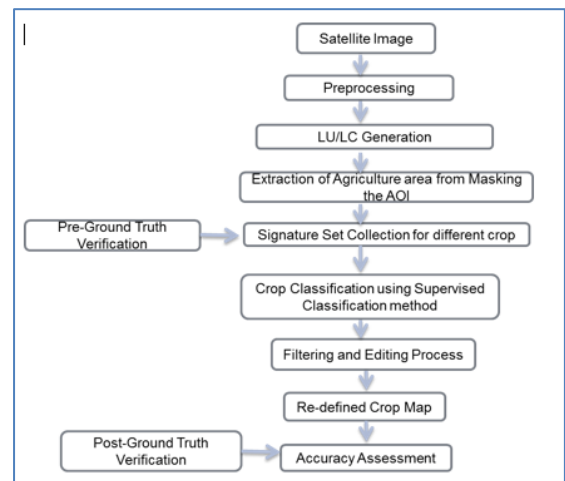 Satellite Image
Preprocessing
LU/LC Generation
Extraction of Agriculture area from Masking
the AOI
Pre-Ground Truth
Verification
Signature Set Collection for different crop
Crop Classification using Supervised
Classification method
Filtering and Editing Process
Re-defined Crop Map
Post-Ground Truth
Verification
Accuracy Assessment